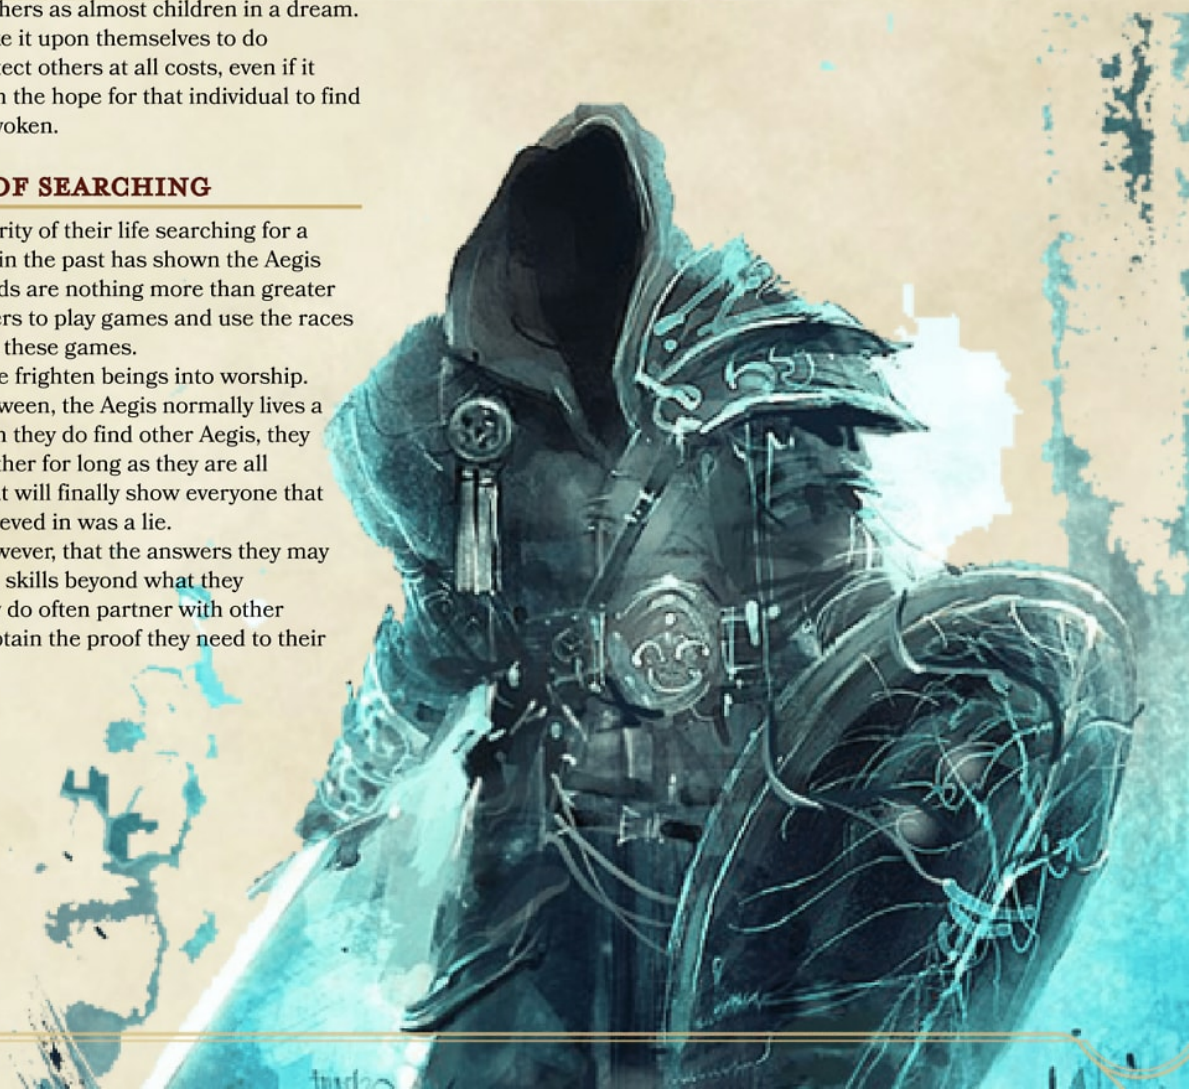 hers as almost children in a dream.
e it upon themselves to do
ect others at all costs, even if it
n the hope for that individual to find
voken.
OF SEARCHING
rity of their life searching for a
in the past has shown the Aegis
ds are nothing more than greater
ers to play games and use the races
these games.
e frighten beings into worship.
ween, the Aegis normally lives a
n they do find other Aegis, they
ther for long as they are all
t will finally show everyone that
eved in was a lie.
wever, that the answers they may
skills beyond what they
do often partner with other
otain the proof they need to their